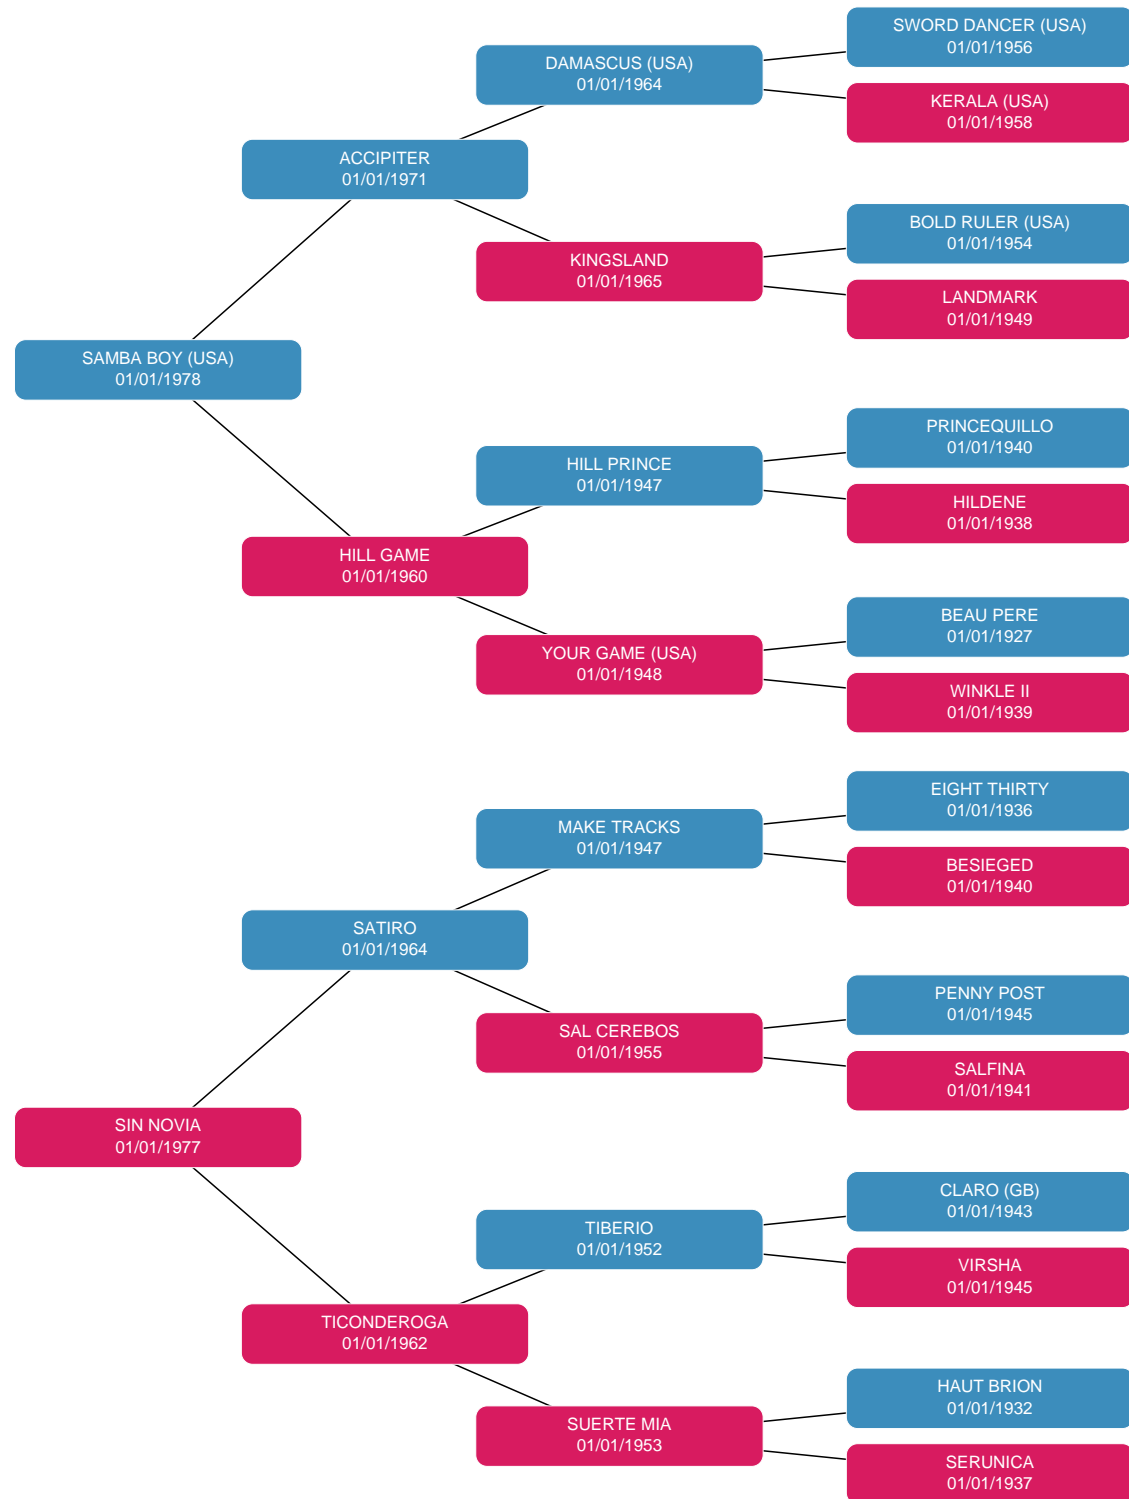 SWORD DANCER (USA)
01/01/1956
DAMASCUS (USA)
01/01/1964
KERALA (USA)
01/01/1958
ACCIPITER
01/01/1971
BOLD RULER (USA)
01/01/1954
KINGSLAND
01/01/1965
LANDMARK
01/01/1949
SAMBA BOY (USA)
01/01/1978
PRINCEQUILLO
01/01/1940
HILL PRINCE
01/01/1947
HILDENE
01/01/1938
HILL GAME
01/01/1960
BEAU PERE
01/01/1927
YOUR GAME (USA)
01/01/1948
WINKLE II
01/01/1939
EIGHT THIRTY
01/01/1936
MAKE TRACKS
01/01/1947
BESIEGED
01/01/1940
SATIRO
01/01/1964
PENNY POST
01/01/1945
SAL CEREBOS
01/01/1955
SALFINA
01/01/1941
SIN NOVIA
01/01/1977
CLARO (GB)
01/01/1943
TIBERIO
01/01/1952
VIRSHA
01/01/1945
TICONDEROGA
01/01/1962
HAUT BRION
01/01/1932
SUERTE MIA
01/01/1953
SERUNICA
01/01/1937